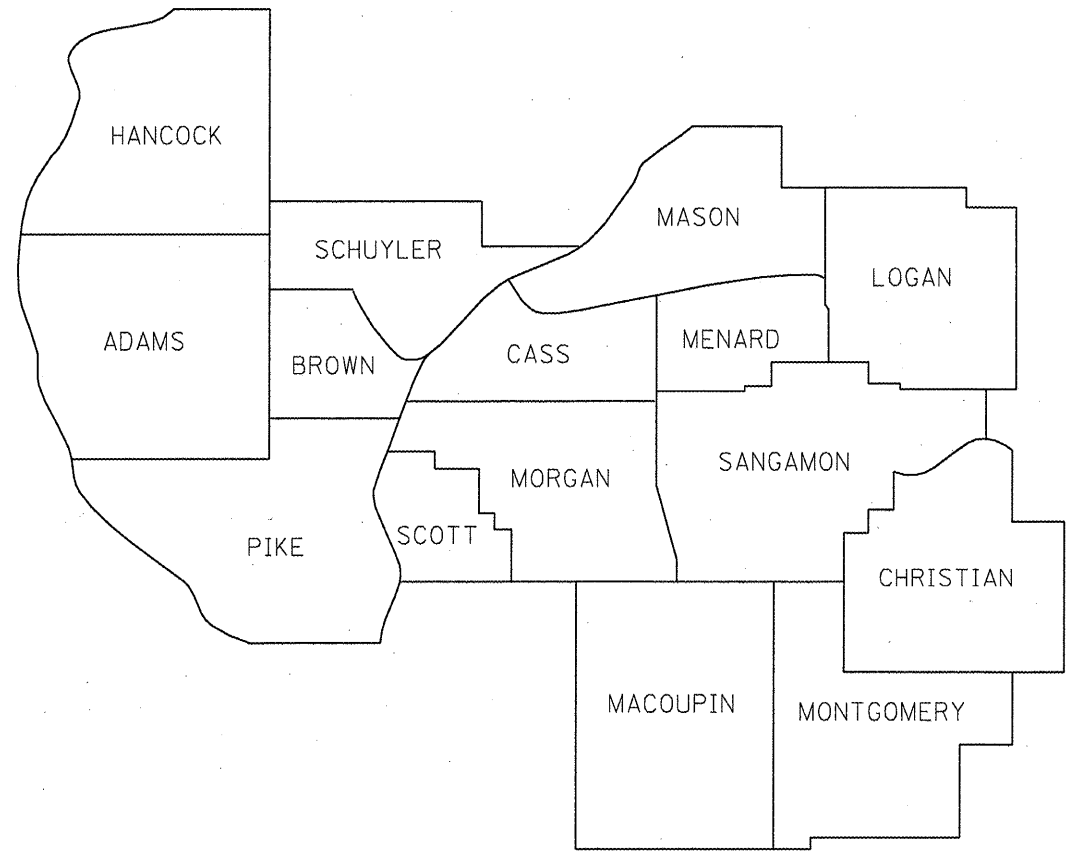 HANCOCK
MASON
SCHUYLER
LOGAN
ADAMS
MENARD
CASS
BROWN
SANGAMON
MORGAN
SCOTT
PIKE
CHRISTIAN
MACOUPIN
MONTGOMERY